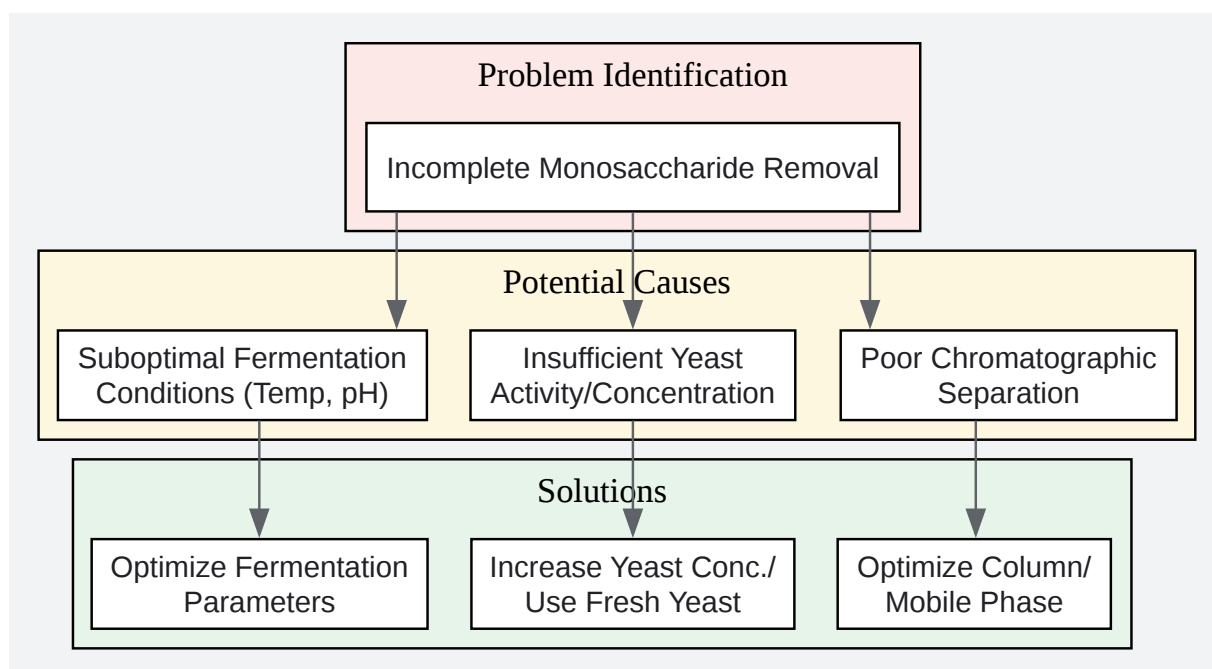 Problem Identification
Incomplete Monosaccharide Removal
Potential Causes
Suboptimal Fermentation
Conditions (Temp, pH)
Insufficient Yeast
Activity/Concentration
Poor Chromatographic
Separation
Solutions
Optimize Fermentation
Parameters
Increase Yeast Conc./
Use Fresh Yeast
Optimize Column/
Mobile Phase